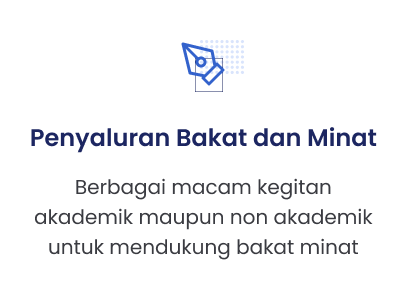 Penyaluran Bakat dan Minat
Berbagai macam kegitan
akademik maupun non akademik
untuk mendukung bakat minat